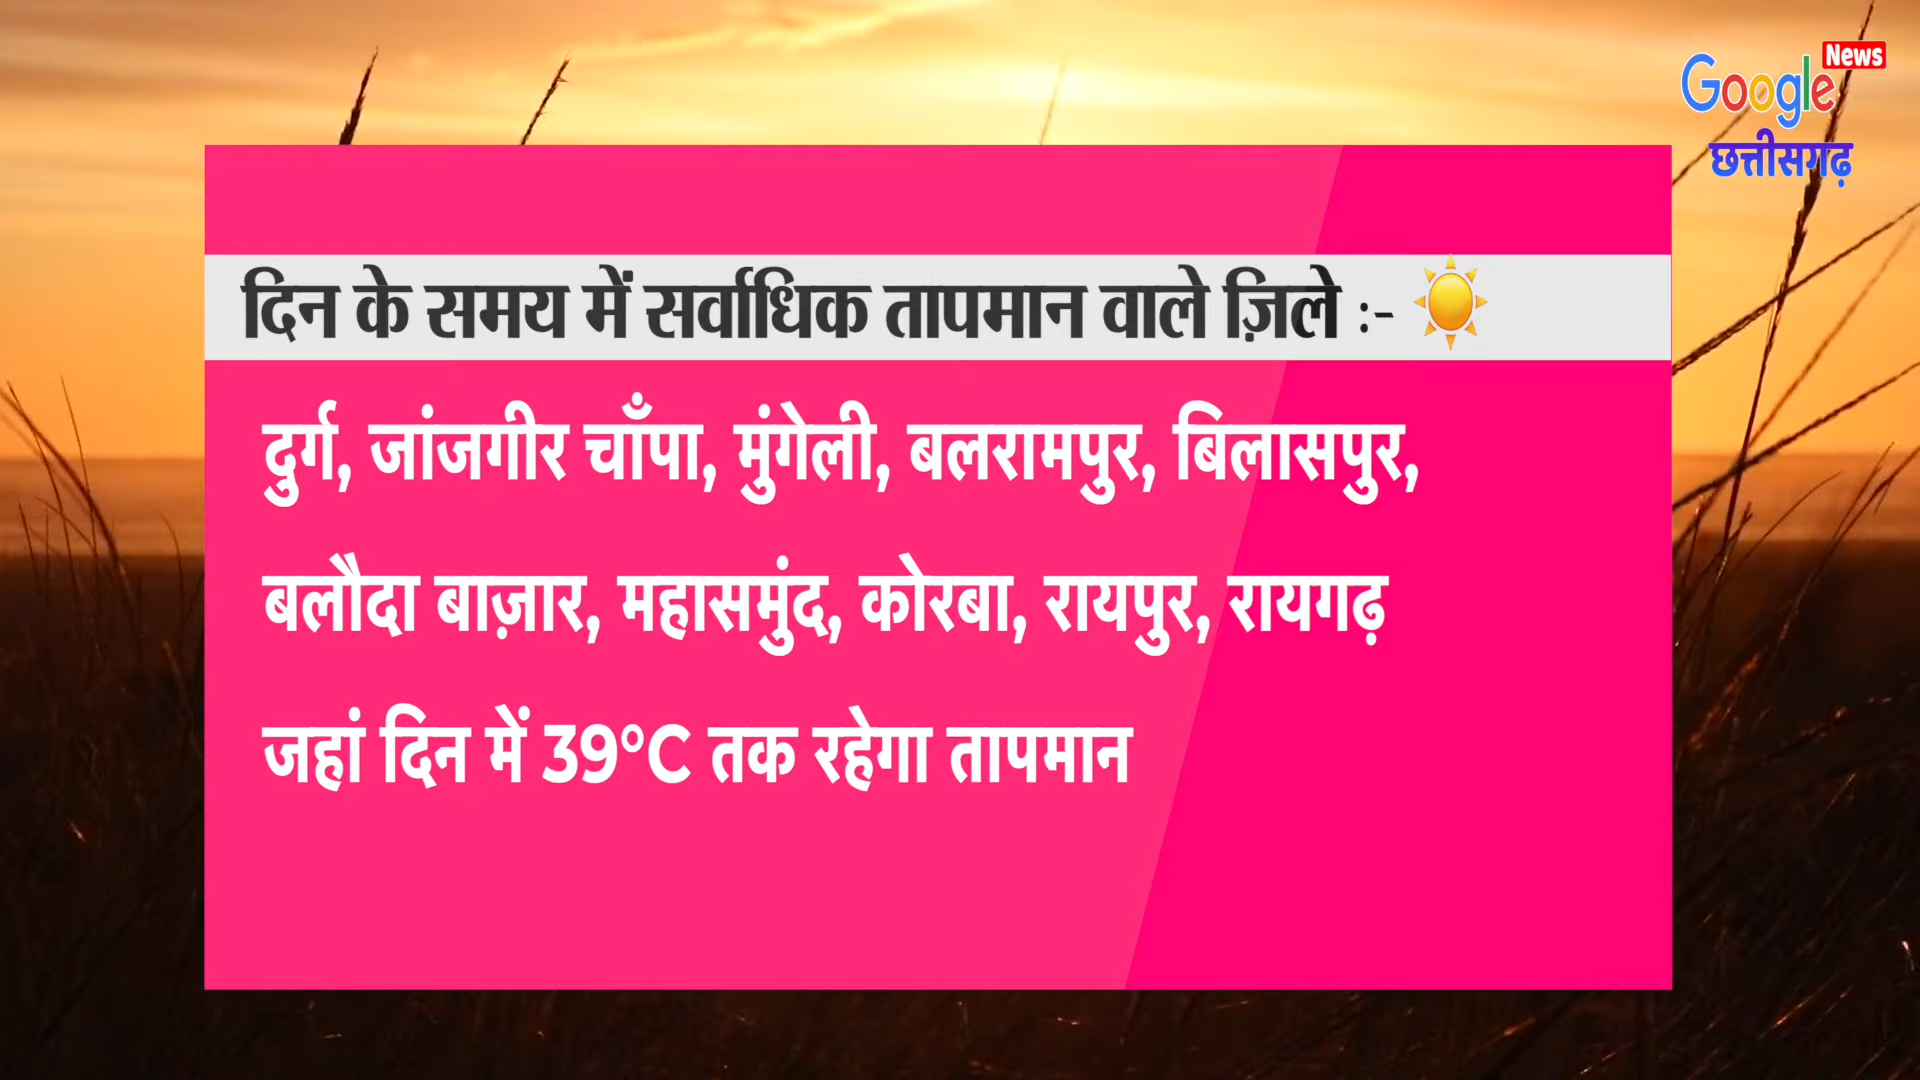 News
Google
छत्तीसगढ़
दिन के समय में सर्वाधिक तापमान वाले ज़िले :- ☀️
दुर्ग, जांजगीर चाँपा, मुंगेली, बलरामपुर, बिलासपुर,
बलौदा बाज़ार, महासमुंद, कोरबा, रायपुर, रायगढ़
जहां दिन में 39°C तक रहेगा तापमान